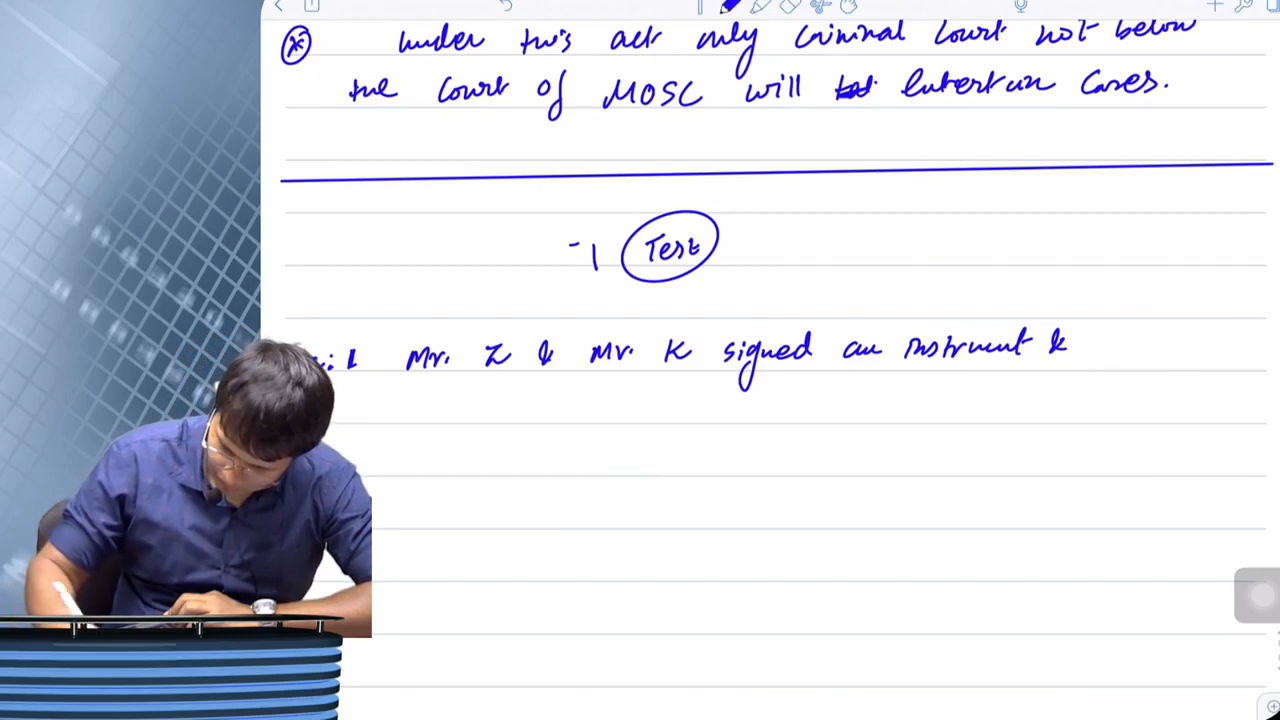 under this act only Criminal Court not below
the Court of MOSC will entertain Cases.
Test
Mr. Z & Mr. K signed an instrument &